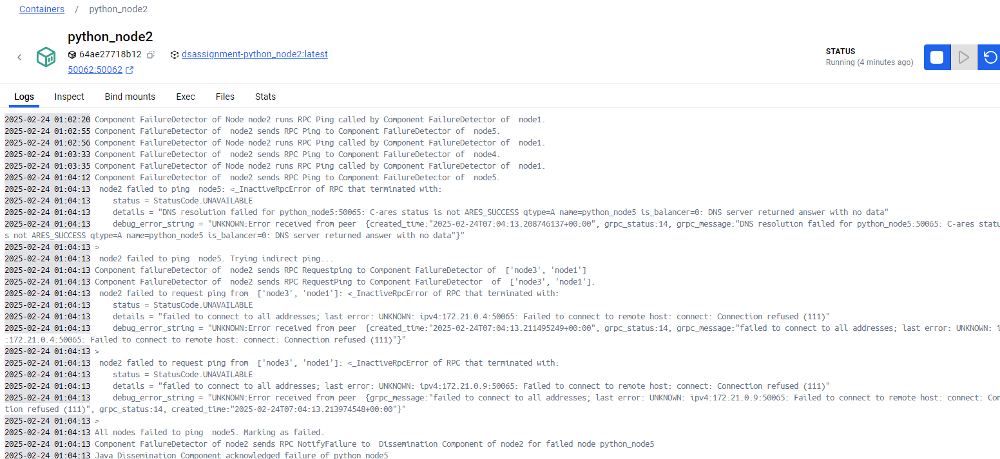 Containers / python_node2
python_node2
64ae27718b12 dsassignment-python_node2:latest
50062:50062
STATUS
Running (4 minutes ago)
Logs Inspect Bind mounts Exec Files Stats
2025-02-24 01:02:20 Component FailureDetector of Node node2 runs RPC Ping called by Component FailureDetector of  node1.
2025-02-24 01:02:55 Component FailureDetector of  node2 sends RPC Ping to Component FailureDetector of  node5.
2025-02-24 01:02:56 Component FailureDetector of Node node2 runs RPC Ping called by Component FailureDetector of  node1.
2025-02-24 01:03:33 Component FailureDetector of  node2 sends RPC Ping to Component FailureDetector of  node4.
2025-02-24 01:03:35 Component FailureDetector of Node node2 runs RPC Ping called by Component FailureDetector of  node1.
2025-02-24 01:04:12 Component FailureDetector of  node2 sends RPC Ping to Component FailureDetector of  node5.
2025-02-24 01:04:13  node2 failed to ping  node5: <_InactiveRpcError of RPC that terminated with:
2025-02-24 01:04:13     status = StatusCode.UNAVAILABLE
2025-02-24 01:04:13     details = "DNS resolution failed for python_node5:50065: C-ares status is not ARES_SUCCESS qtype=A name=python_node5 is_balancer=0: DNS server returned answer with no data"
2025-02-24 01:04:13     debug_error_string = "UNKNOWN:Error received from peer  {created_time:"2025-02-24T07:04:13.208746137+00:00", grpc_status:14, grpc_message:"DNS resolution failed for python_node5:50065: C-ares statu
s not ARES_SUCCESS qtype=A name=python_node5 is_balancer=0: DNS server returned answer with no data"}"
2025-02-24 01:04:13 >
2025-02-24 01:04:13  node2 failed to ping  node5. Trying indirect ping...
2025-02-24 01:04:13 Component failureDetector of  node2 sends RPC Requestping to Component FailureDetector of  ['node3', 'node1']
2025-02-24 01:04:13 Component FailureDetector of  node2 sends RPC RequestPing to Component FailureDetector  of  ['node3', 'node1'].
2025-02-24 01:04:13  node2 failed to request ping from  ['node3', 'node1']: <_InactiveRpcError of RPC that terminated with:
2025-02-24 01:04:13     status = StatusCode.UNAVAILABLE
2025-02-24 01:04:13     details = "failed to connect to all addresses; last error: UNKNOWN: ipv4:172.21.0.4:50065: Failed to connect to remote host: connect: Connection refused (111)"
2025-02-24 01:04:13     debug_error_string = "UNKNOWN:Error received from peer  {created_time:"2025-02-24T07:04:13.211495249+00:00", grpc_status:14, grpc_message:"failed to connect to all addresses; last error: UNKNOWN: i
:172.21.0.4:50065: Failed to connect to remote host: connect: Connection refused (111)"}"
2025-02-24 01:04:13 >
2025-02-24 01:04:13  node2 failed to request ping from  ['node3', 'node1']: <_InactiveRpcError of RPC that terminated with:
2025-02-24 01:04:13     status = StatusCode.UNAVAILABLE
2025-02-24 01:04:13     details = "failed to connect to all addresses; last error: UNKNOWN: ipv4:172.21.0.9:50065: Failed to connect to remote host: connect: Connection refused (111)"
2025-02-24 01:04:13     debug_error_string = "UNKNOWN:Error received from peer  {grpc_message:"failed to connect to all addresses; last error: UNKNOWN: ipv4:172.21.0.9:50065: Failed to connect to remote host: connect: Con
tion refused (111)", grpc_status:14, created_time:"2025-02-24T07:04:13.213974548+00:00"}"
2025-02-24 01:04:13 >
2025-02-24 01:04:13 All nodes failed to ping  node5. Marking as failed.
2025-02-24 01:04:13 Component FailureDetector of node2 sends RPC NotifyFailure to  Dissemination Component of node2 for failed node python_node5
2025-02-24 01:04:13 Java Dissemination Component acknowledged failure of python node5